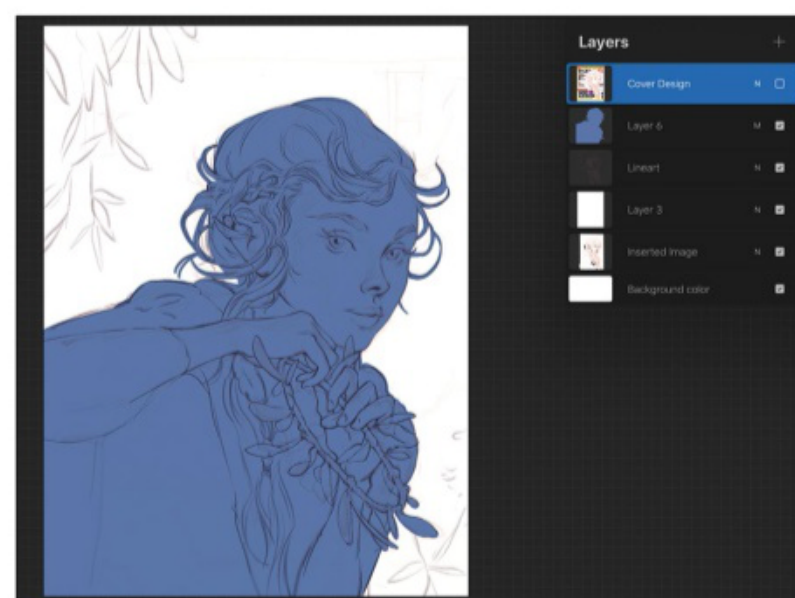 Layers
Cover Design N
Layer 6 M
Lineart N
Layer 3 N
Inserted Image N
Background color